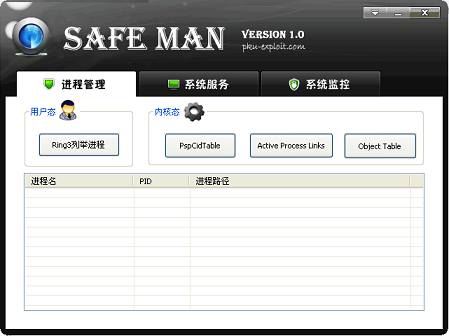 SAFE MAN VERSION 1.0
pku-exploit.com
进程管理 系统服务 系统监控
用户态 内核态
Ring3列举进程 PspCidTable Active Process Links Object Table
进程名 PID 进程路径